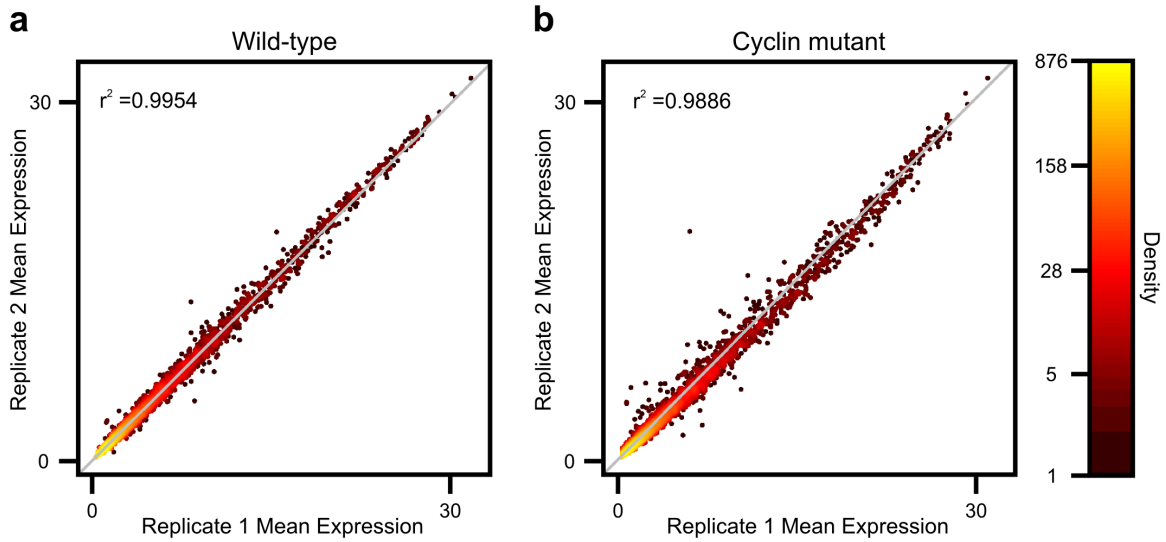 a
Wild-type
r² =0.9954
30
0
Replicate 2 Mean Expression
0
30
Replicate 1 Mean Expression
b
Cyclin mutant
r² =0.9886
30
0
Replicate 2 Mean Expression
0
30
Replicate 1 Mean Expression
876
158
28
5
1
Density